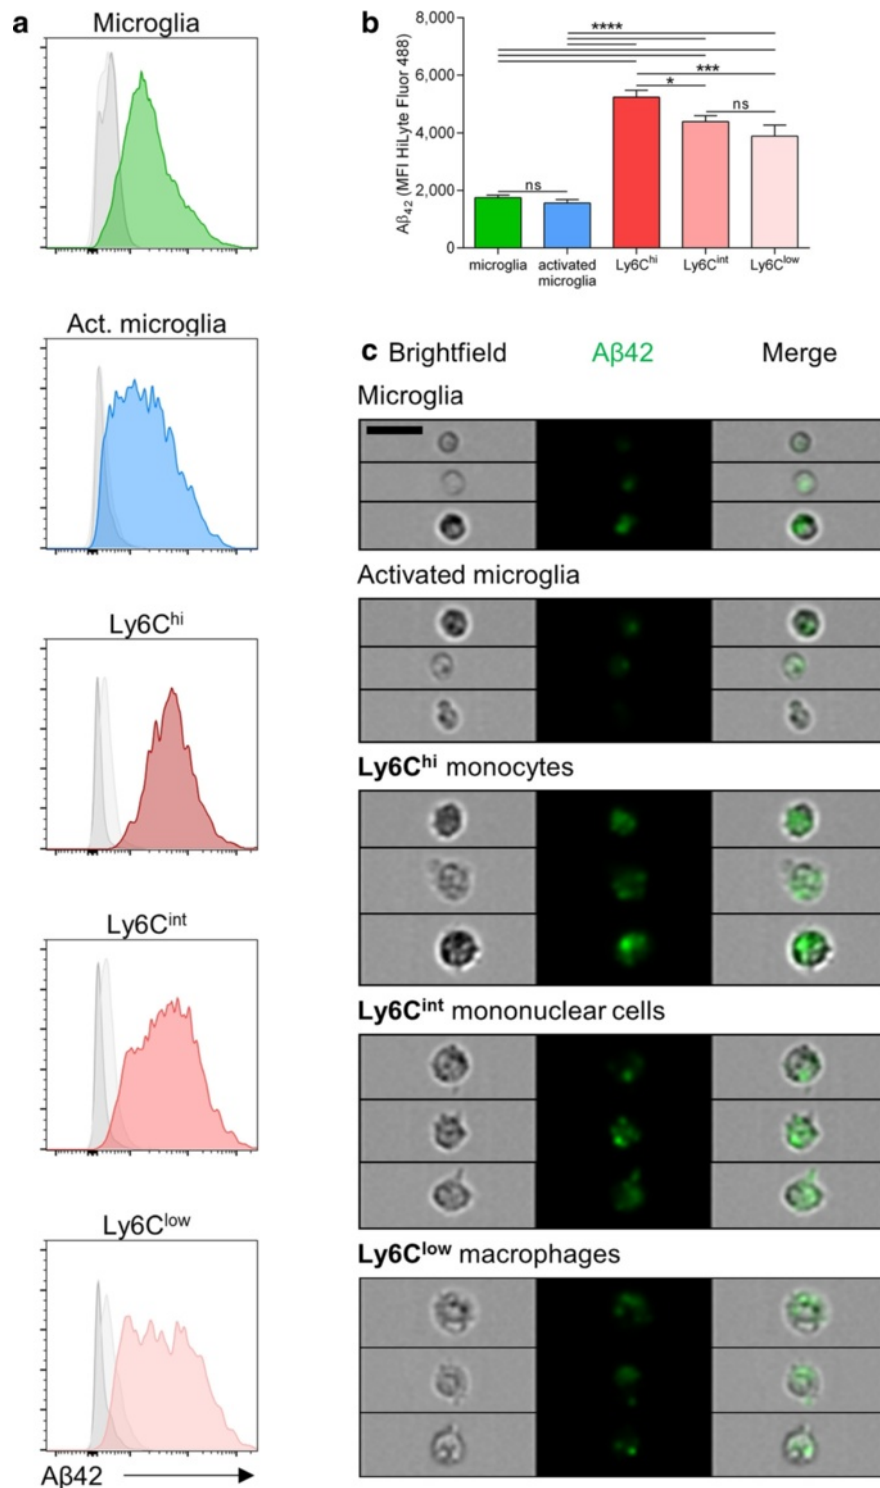 a
Microglia
Act. microglia
Ly6Chi
Ly6Cint
Ly6Clow
Aβ42
b
Aβ42 (MFI HiLyte Fluor 488)
8,000
6,000
4,000
2,000
0
****
***
*
ns
ns
microglia
activated
microglia
Ly6Chi
Ly6Cint
Ly6Clow
c Brightfield Aβ42 Merge
Microglia
Activated microglia
Ly6Chi monocytes
Ly6Cint mononuclear cells
Ly6Clow macrophages